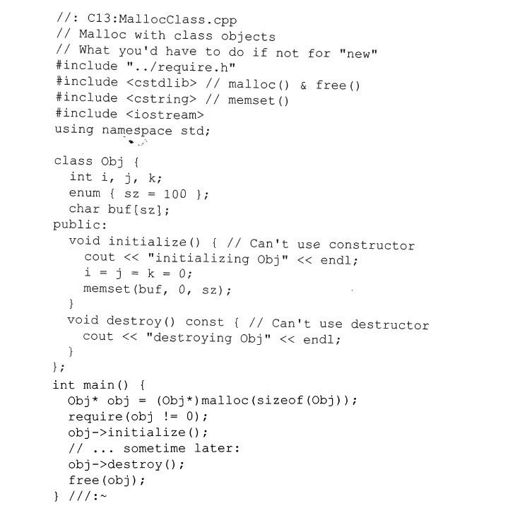 //: C13:MallocClass.cpp
// Malloc with class objects
// What you'd have to do if not for "new"
#include "../require.h"
#include <cstdlib> // malloc() & free()
#include <cstring> // memset()
#include <iostream>
using namespace std;
class Obj {
  int i, j, k;
  enum { sz = 100 };
  char buf[sz];
public:
  void initialize() { // Can't use constructor
    cout << "initializing Obj" << endl;
    i = j = k = 0;
    memset(buf, 0, sz);
  }
  void destroy() const { // Can't use destructor
    cout << "destroying Obj" << endl;
  }
};
int main() {
  Obj* obj = (Obj*)malloc(sizeof(Obj));
  require(obj != 0);
  obj->initialize();
  // ... sometime later:
  obj->destroy();
  free(obj);
} ///:~